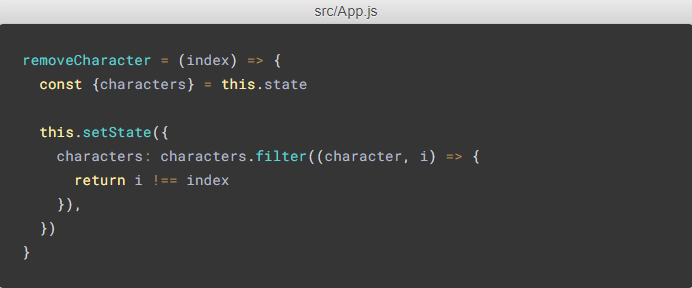 src/App.js
removeCharacter = (index) => {
  const {characters} = this.state

  this.setState({
    characters: characters.filter((character, i) => {
      return i !== index
    }),
  })
}